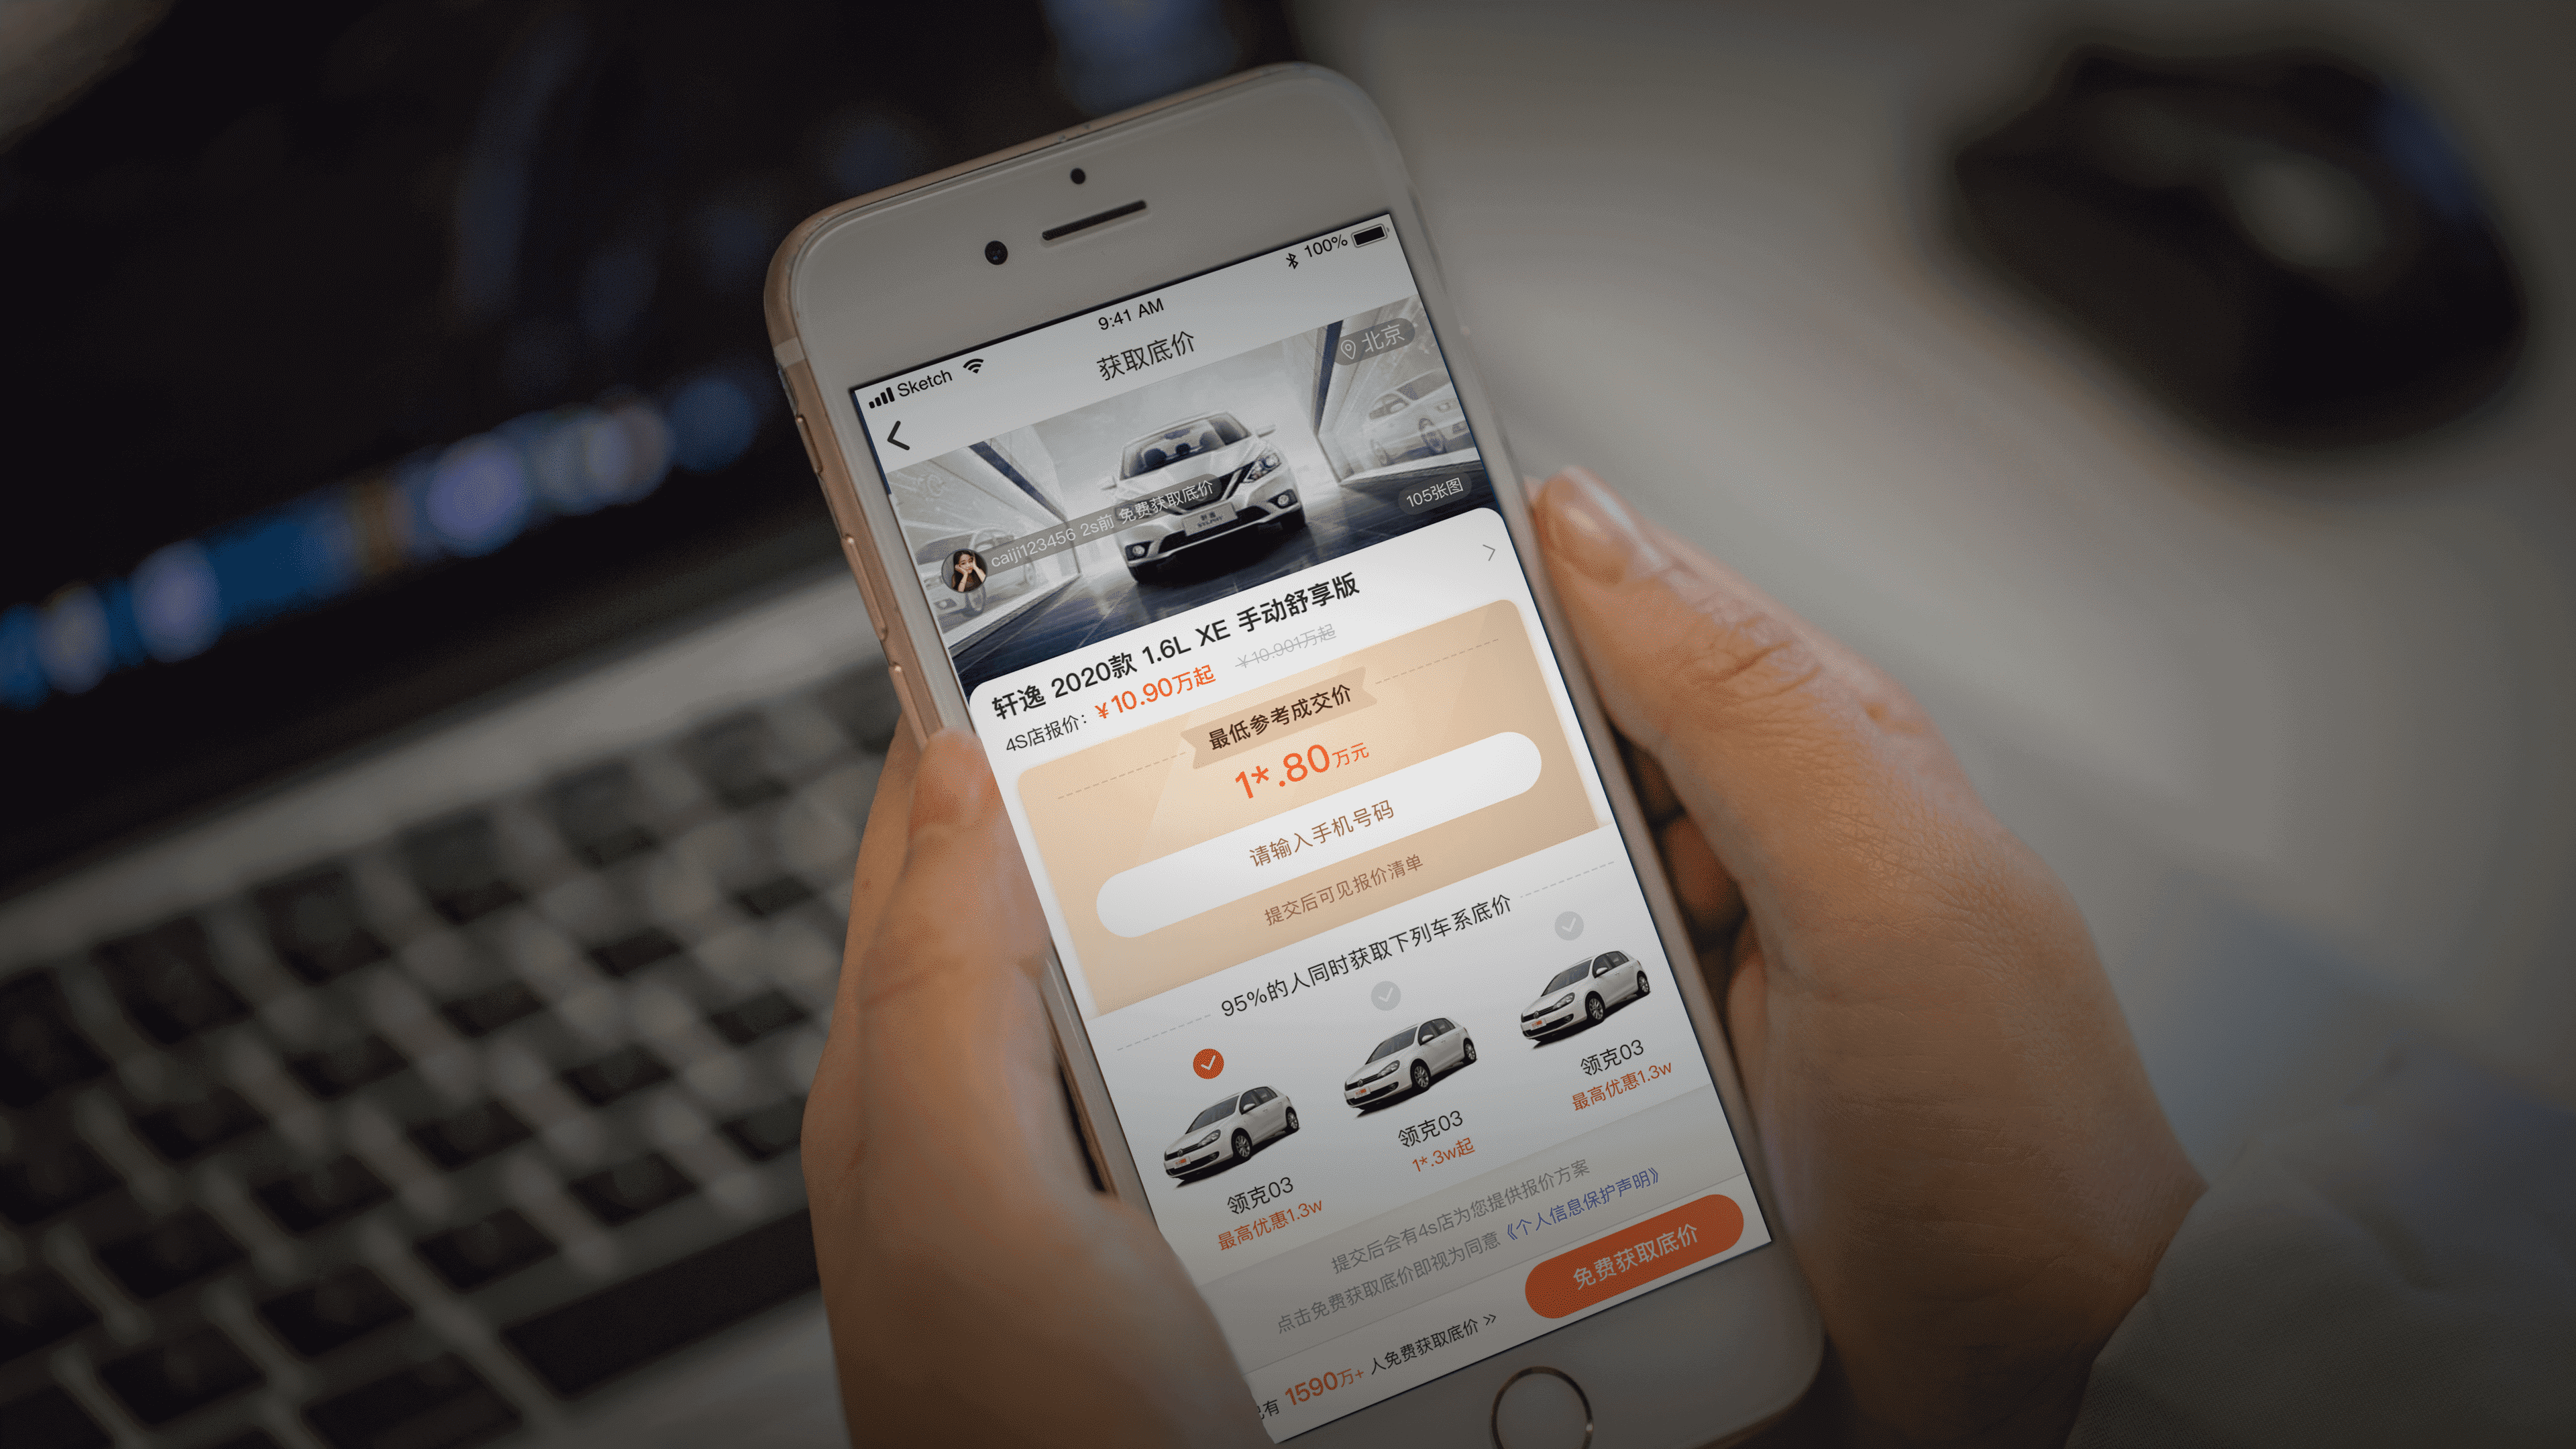 Sketch
9:41 AM
100%
获取底价
北京
caiji123456 2s前 免费获取底价
105张图
轩逸 2020款 1.6L XE 手动舒享版
4S店报价：¥10.90万起 ¥10.901万起
最低参考成交价
1*.80万元
请输入手机号码
提交后可见报价清单
95%的人同时获取下列车系底价
领克03
最高优惠1.3w
领克03
1*.3w起
领克03
最高优惠1.3w
提交后会有4s店为您提供报价方案
点击免费获取底价即视为同意《个人信息保护声明》
有 1590万+ 人免费获取底价 >>
免费获取底价